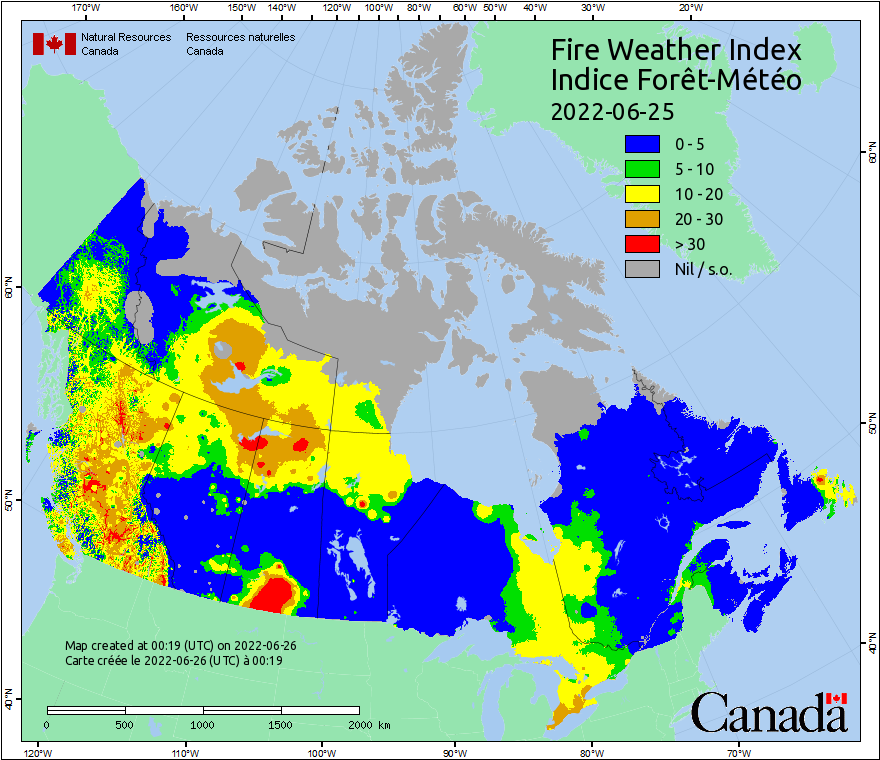 170°W 160°W 150°W 140°W 130°W 120°W 110°W 100°W 90°W 80°W 70°W 60°W 50°W 40°W 30°W 20°W
Natural Resources Ressources naturelles
Canada Canada
Fire Weather Index
Indice Forêt-Météo
2022-06-25
0 - 5
5 - 10
10 - 20
20 - 30
> 30
Nil / s.o.
60°N
60°N
50°N
50°N
40°N
40°N
Map created at 00:19 (UTC) on 2022-06-26
Carte créée le 2022-06-26 (UTC) à 00:19
0 500 1000 1500 2000 km
Canada
120°W 110°W 100°W 90°W 80°W 70°W